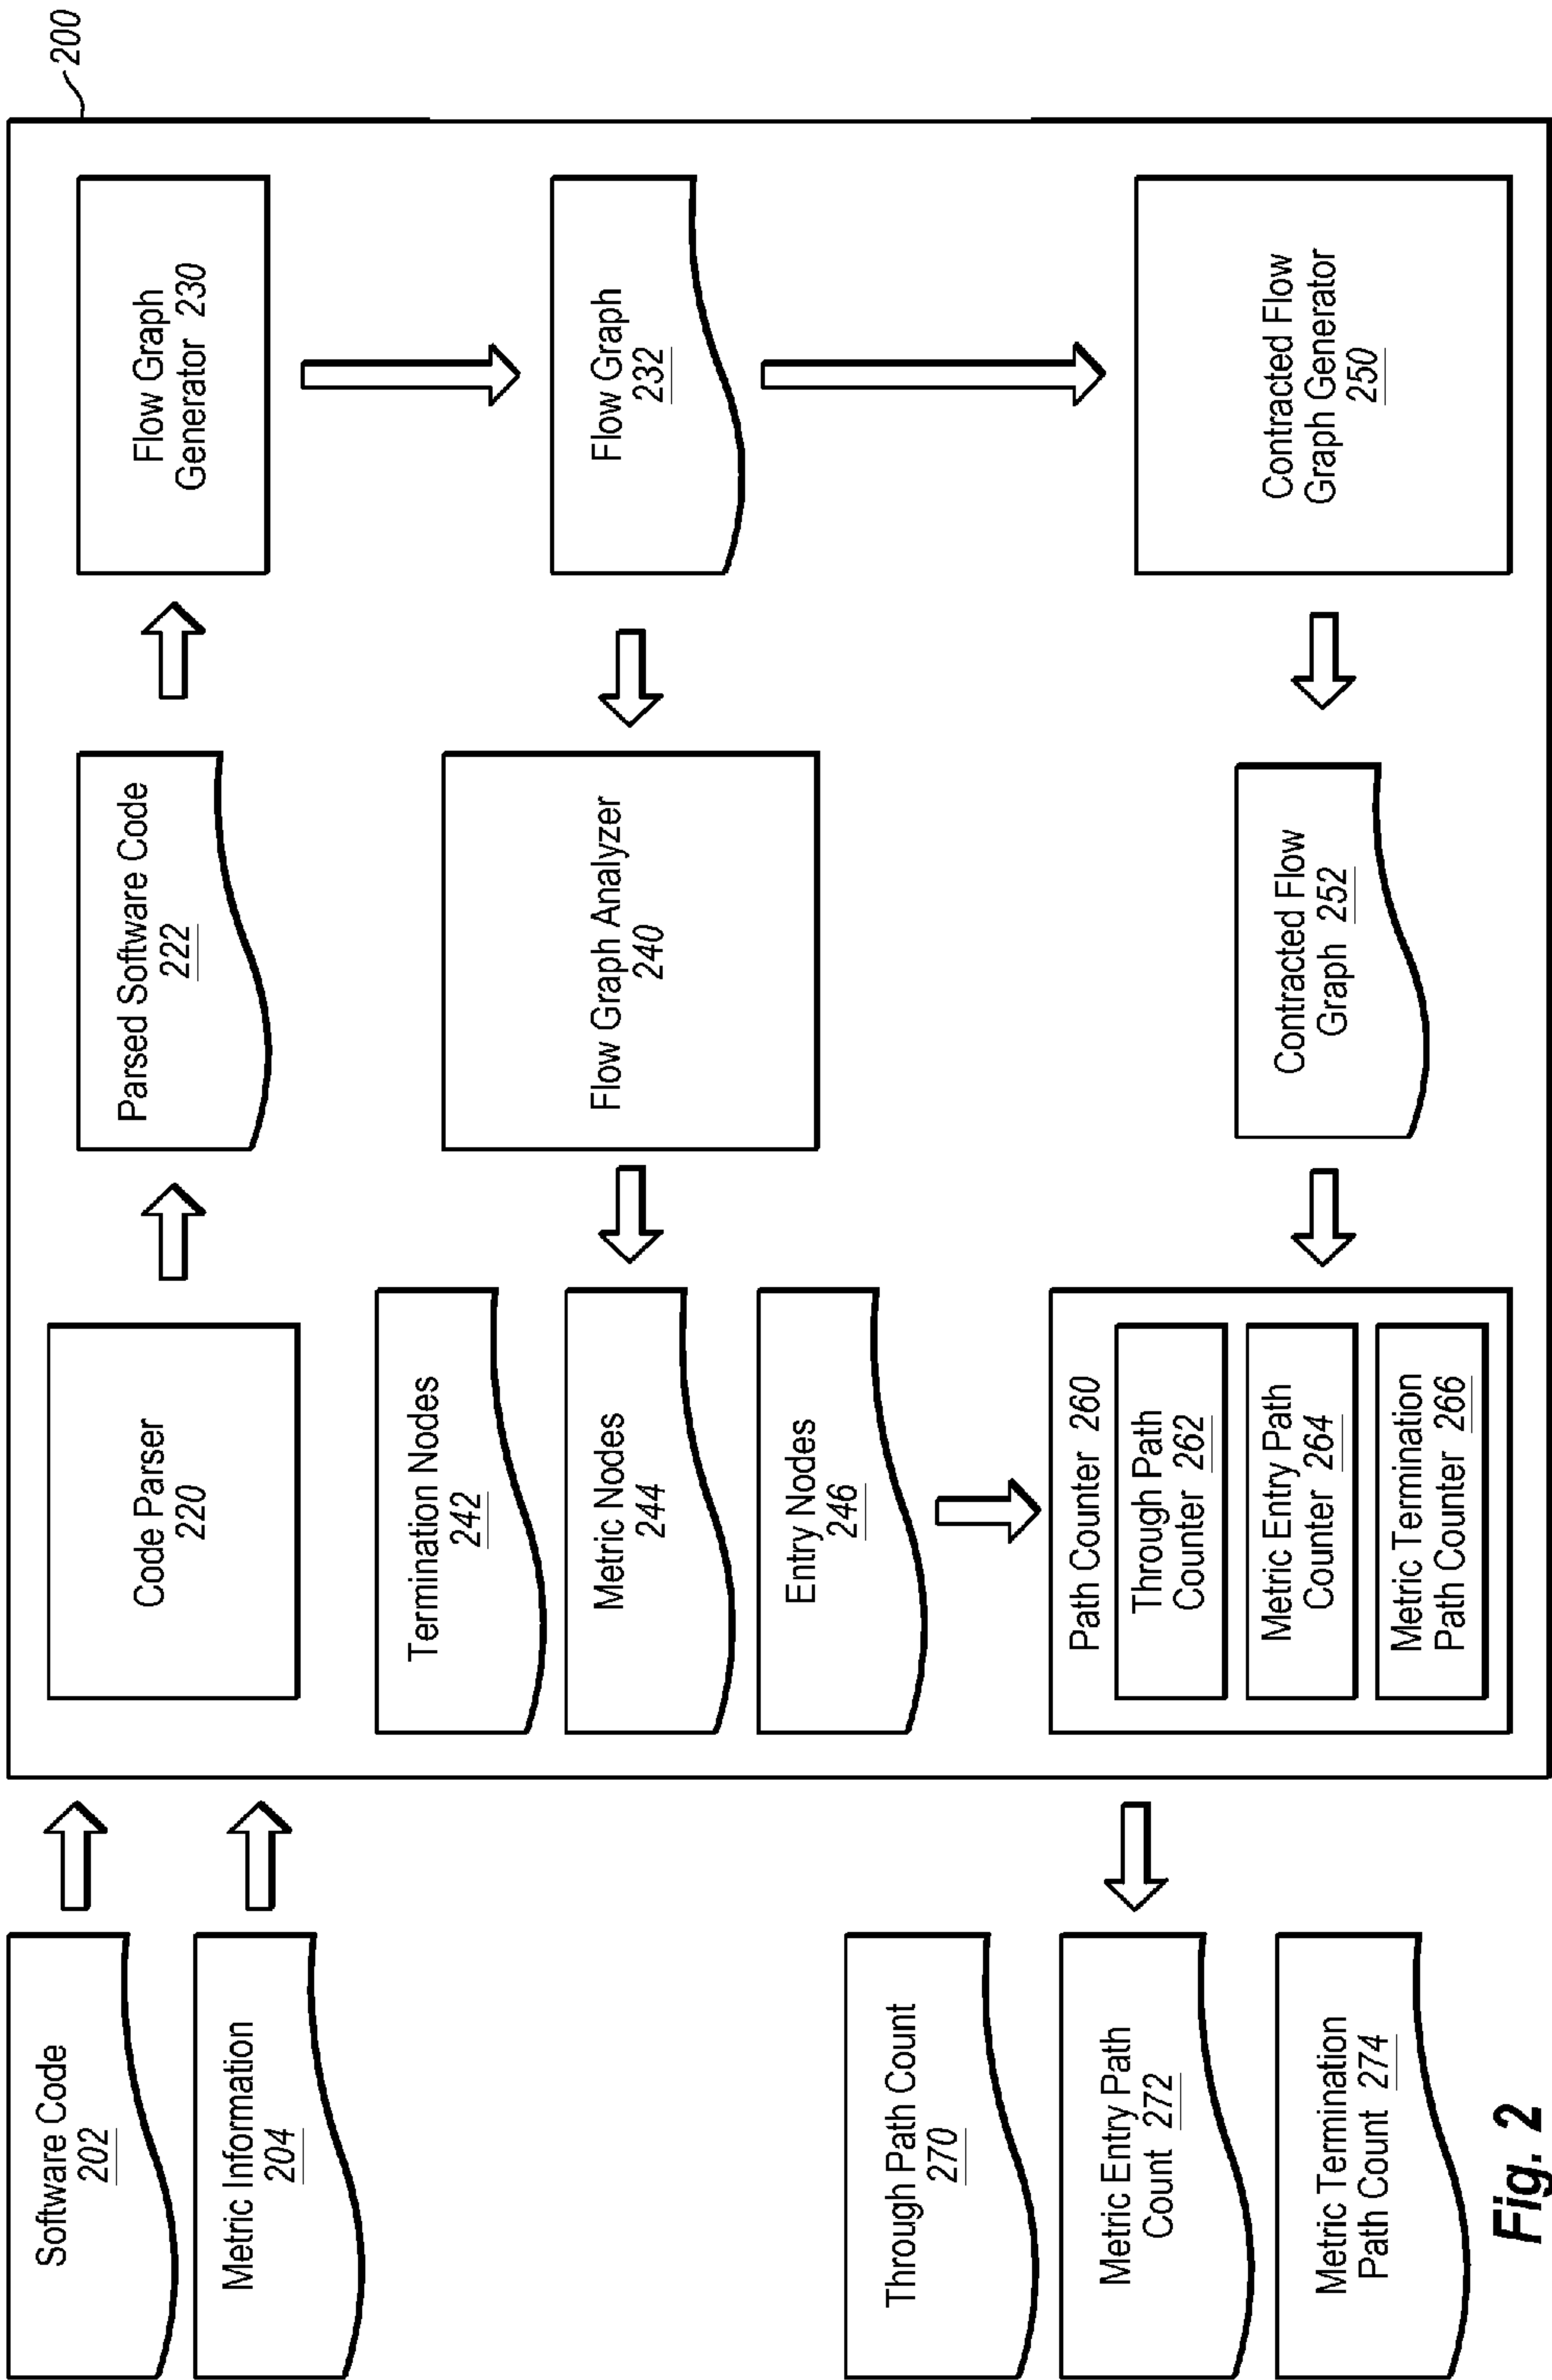 200
Software Code
202
Metric Information
204
Code Parser
220
Parsed Software Code
222
Flow Graph
Generator 230
Termination Nodes
242
Metric Nodes
244
Entry Nodes
246
Flow Graph Analyzer
240
Flow Graph
232
Through Path Count
270
Metric Entry Path
Count 272
Metric Termination
Path Count 274
Path Counter 260
Through Path
Counter 262
Metric Entry Path
Counter 264
Metric Termination
Path Counter 266
Contracted Flow
Graph 252
Contracted Flow
Graph Generator
250
Fig. 2